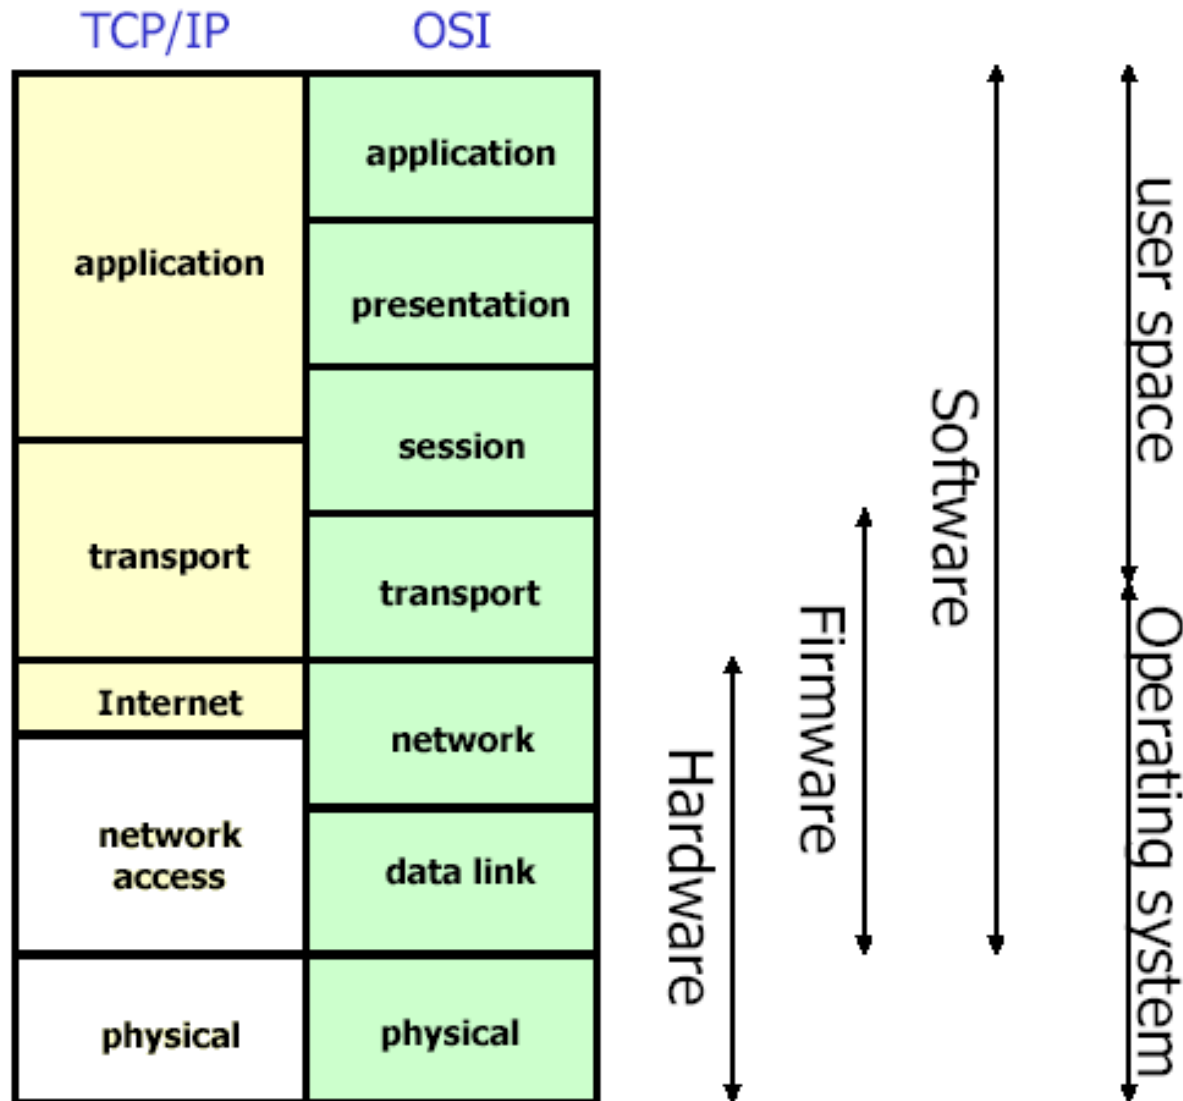 TCP/IP
OSI
application
transport
Internet
network
access
physical
application
presentation
session
transport
network
data link
physical
Hardware
Firmware
Software
user space
Operating system